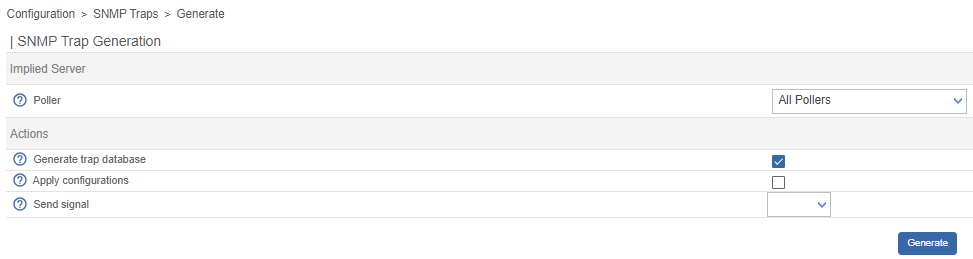 Configuration > SNMP Traps > Generate
| SNMP Trap Generation
Implied Server
Poller All Pollers
Actions
Generate trap database
Apply configurations
Send signal
Generate